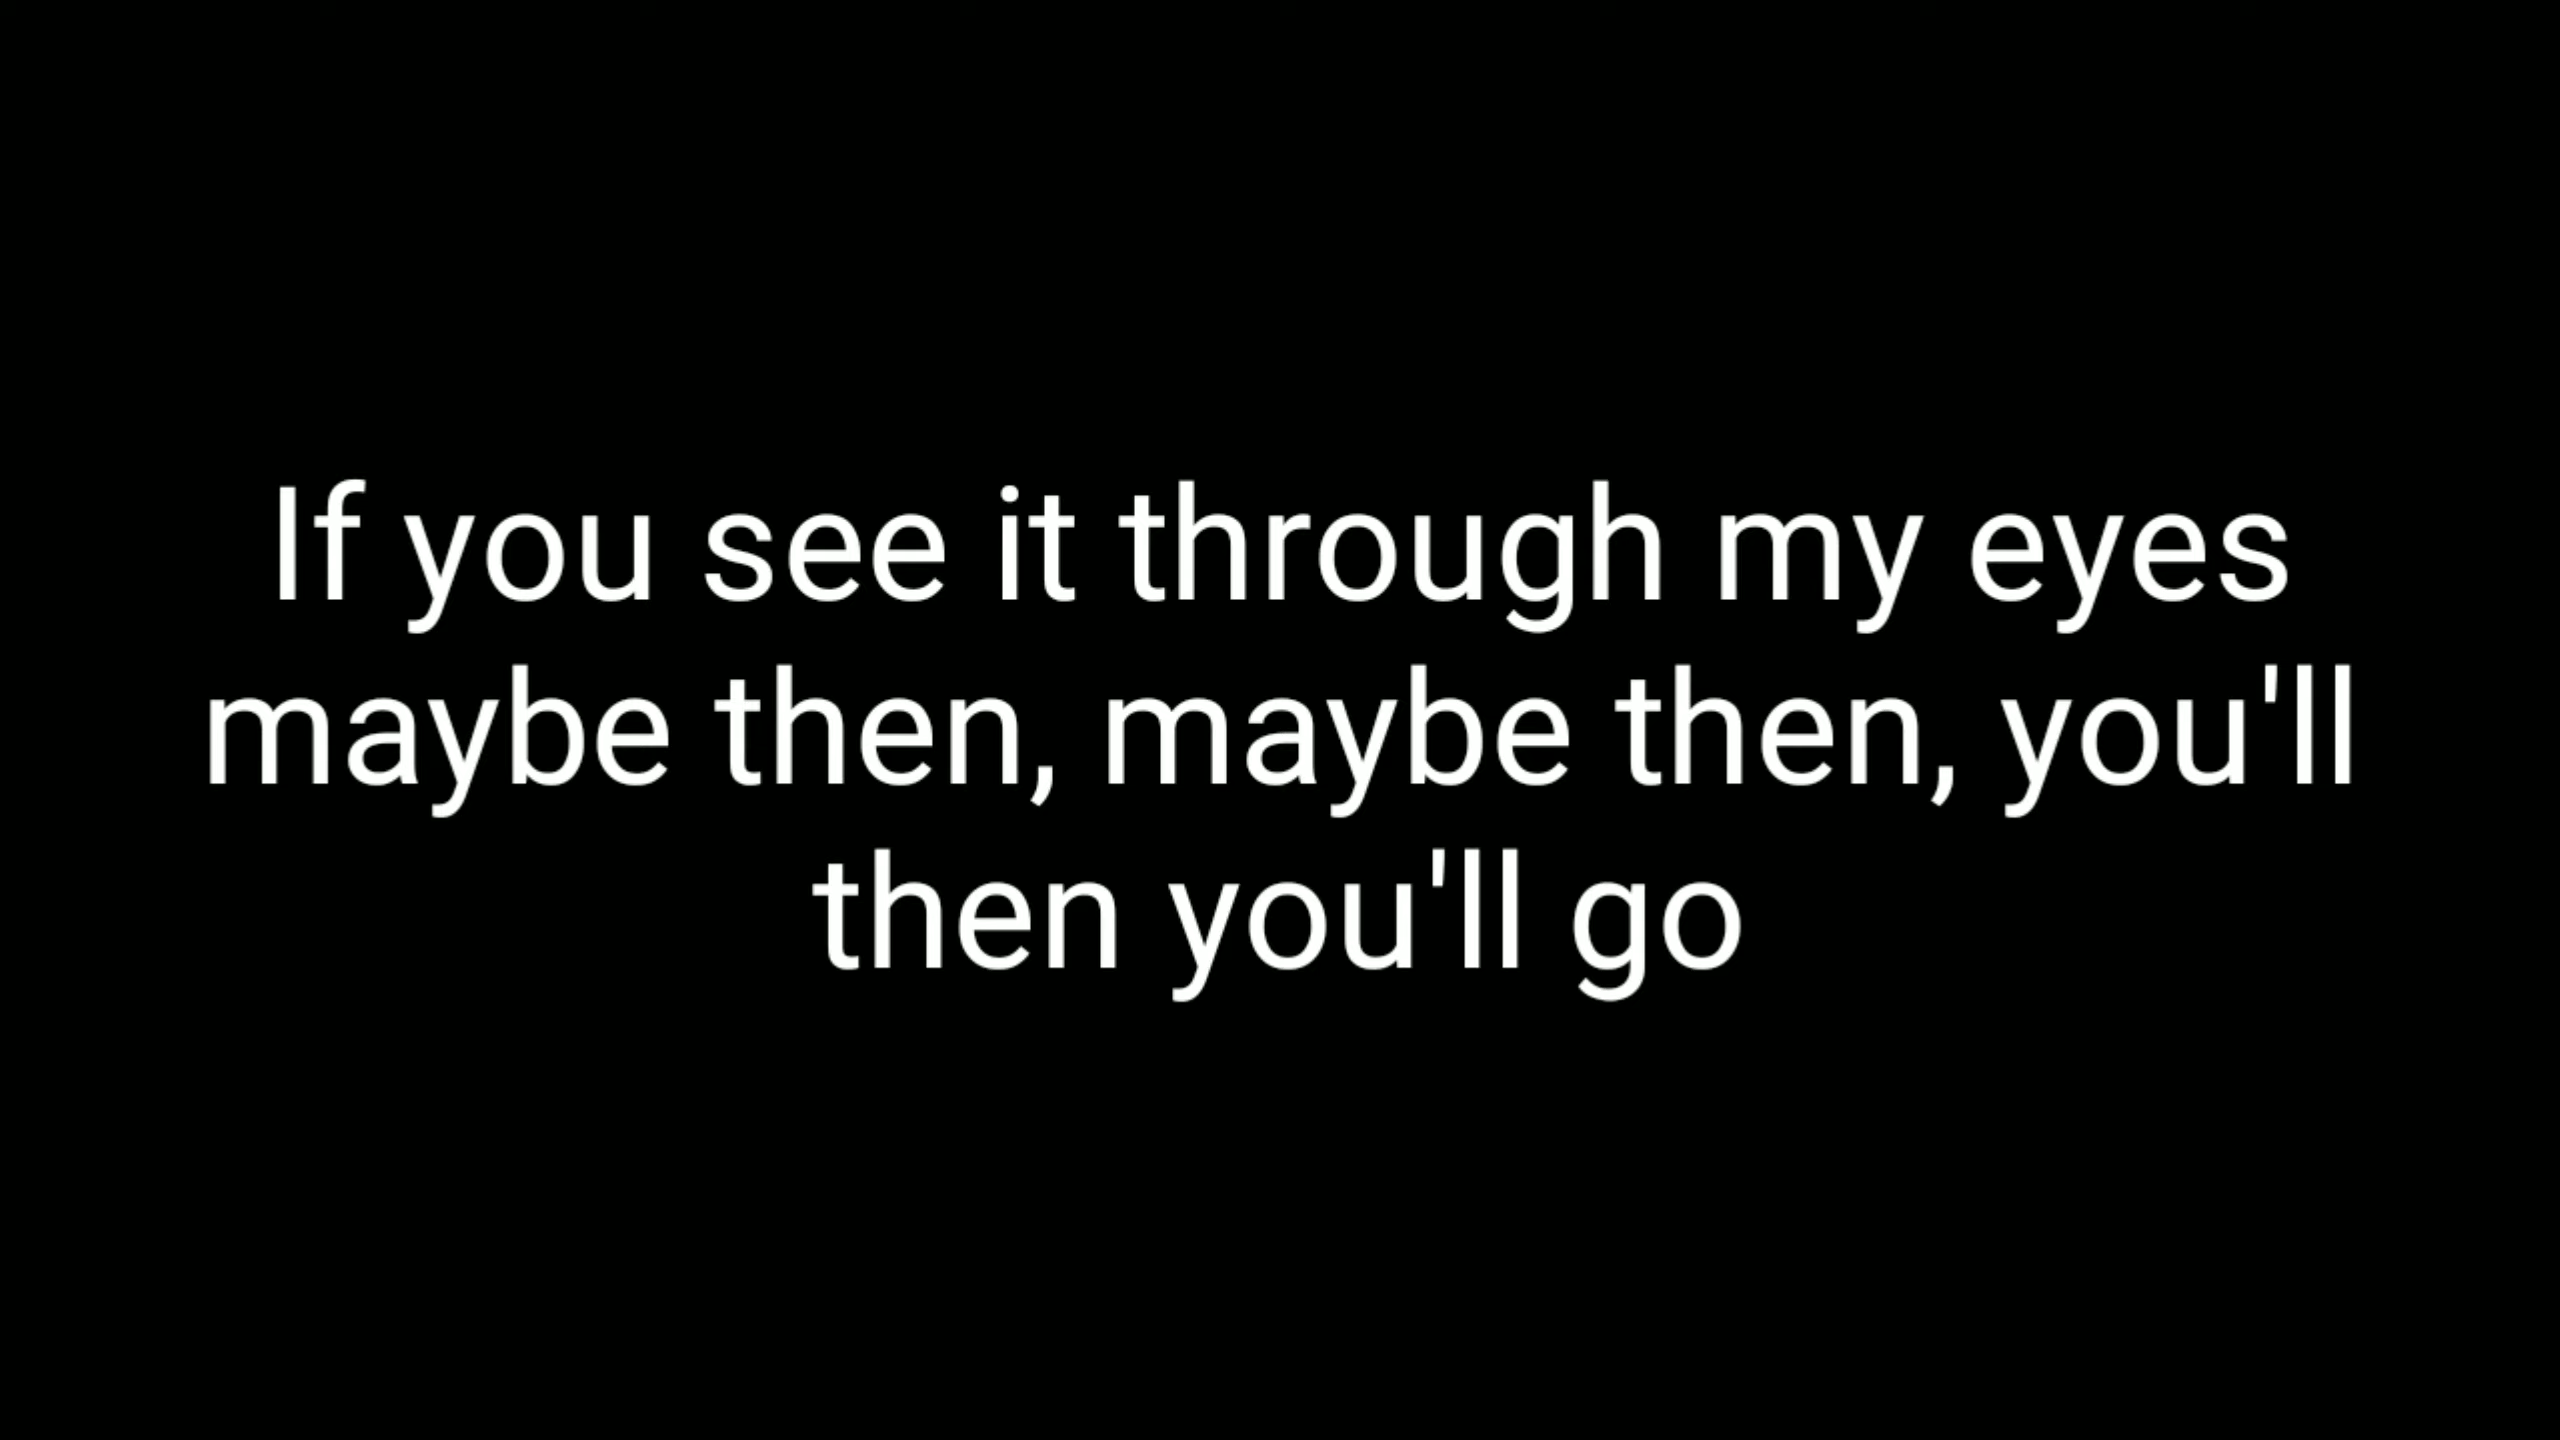 If you see it through my eyes
maybe then, maybe then, you'll
then you'll go